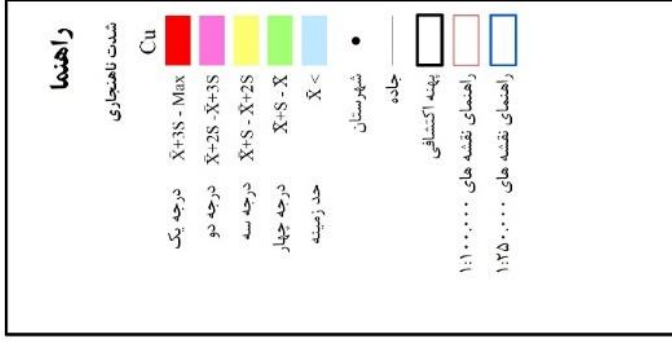 راهنما
شدت ناهنجاری
Cu
درجه یک X̄+3S - Max
درجه دو X̄+2S -X̄+3S
درجه سه X̄+S -X̄+2S
درجه چهار X̄+S - X̄
حد زمینه X̄ >
شهرستان
جاده
پهنه اکتشافی
راهنمای نقشه های ۱:۱۰۰.۰۰۰
راهنمای نقشه های ۱:۲۵۰.۰۰۰